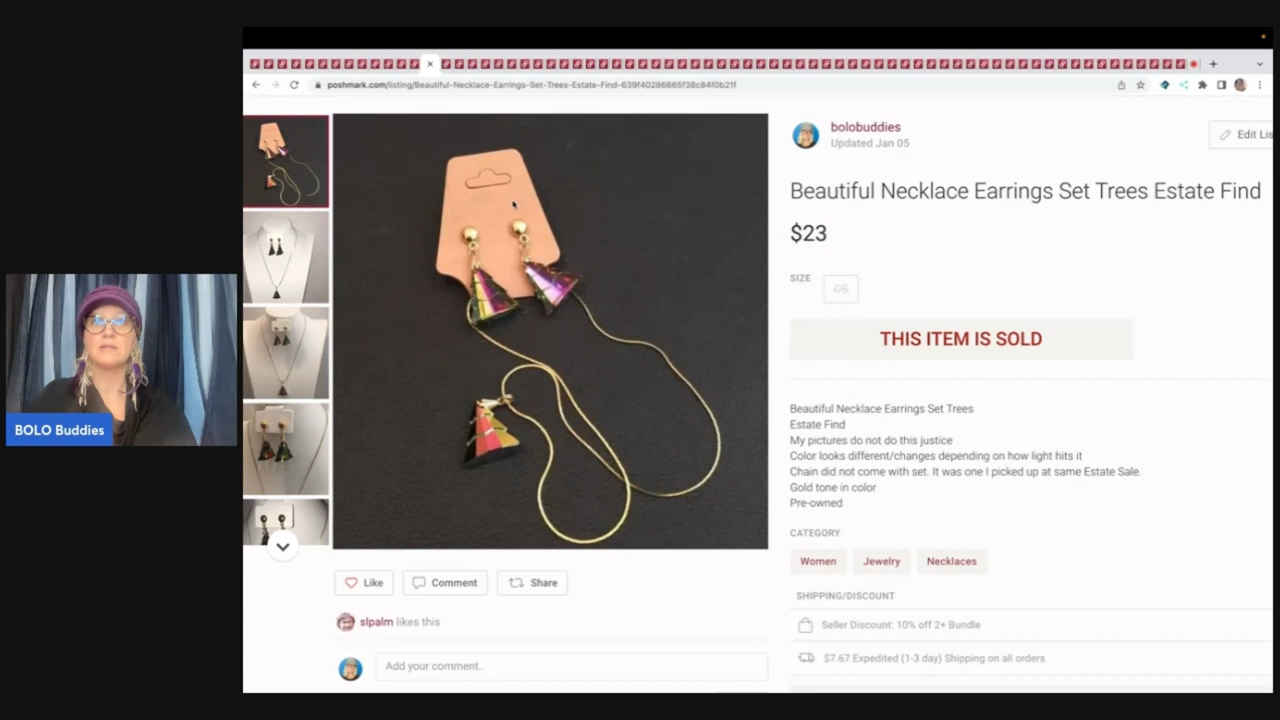 poshmark.com/listing/Beautiful-Necklace-Earrings-Set-Trees-Estate-Find-639f40286665f38c84f0b21f
bolobuddies
Updated Jan 05
Edit Lis
Beautiful Necklace Earrings Set Trees Estate Find
$23
SIZE
OS
THIS ITEM IS SOLD
Beautiful Necklace Earrings Set Trees
Estate Find
My pictures do not do this justice
Color looks different/changes depending on how light hits it
Chain did not come with set. It was one I picked up at same Estate Sale.
Gold tone in color
Pre-owned
CATEGORY
Women Jewelry Necklaces
SHIPPING/DISCOUNT
Seller Discount: 10% off 2+ Bundle
$7.67 Expedited (1-3 day) Shipping on all orders
Like Comment Share
slpalm likes this
Add your comment..
BOLO Buddies